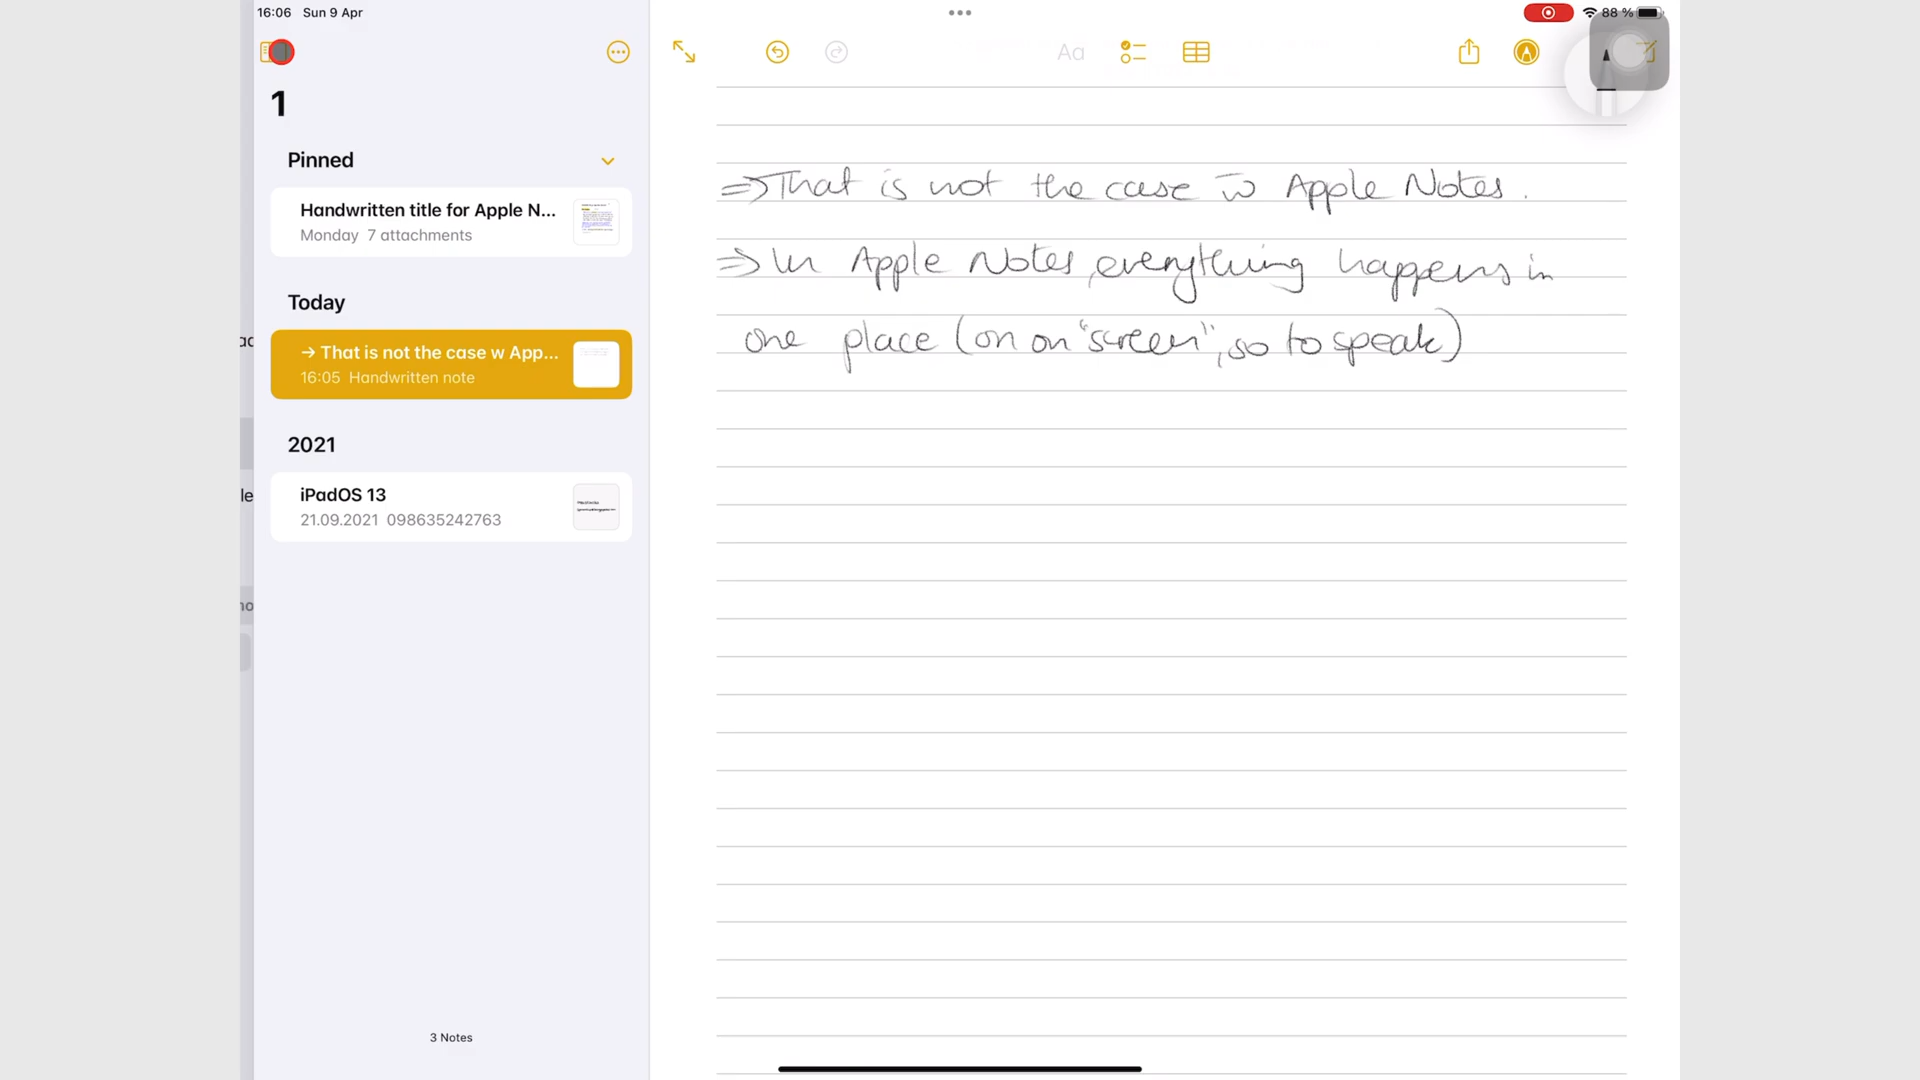 16:06 Sun 9 Apr
88 %
Aa
1
Pinned
Handwritten title for Apple N...
Monday 7 attachments
Today
→ That is not the case w App...
16:05 Handwritten note
2021
iPadOS 13
21.09.2021 098635242763
3 Notes
⇒ That is not the case w Apple Notes.
⇒ In Apple Notes, everything happens in
one place (on on "screen", so to speak)